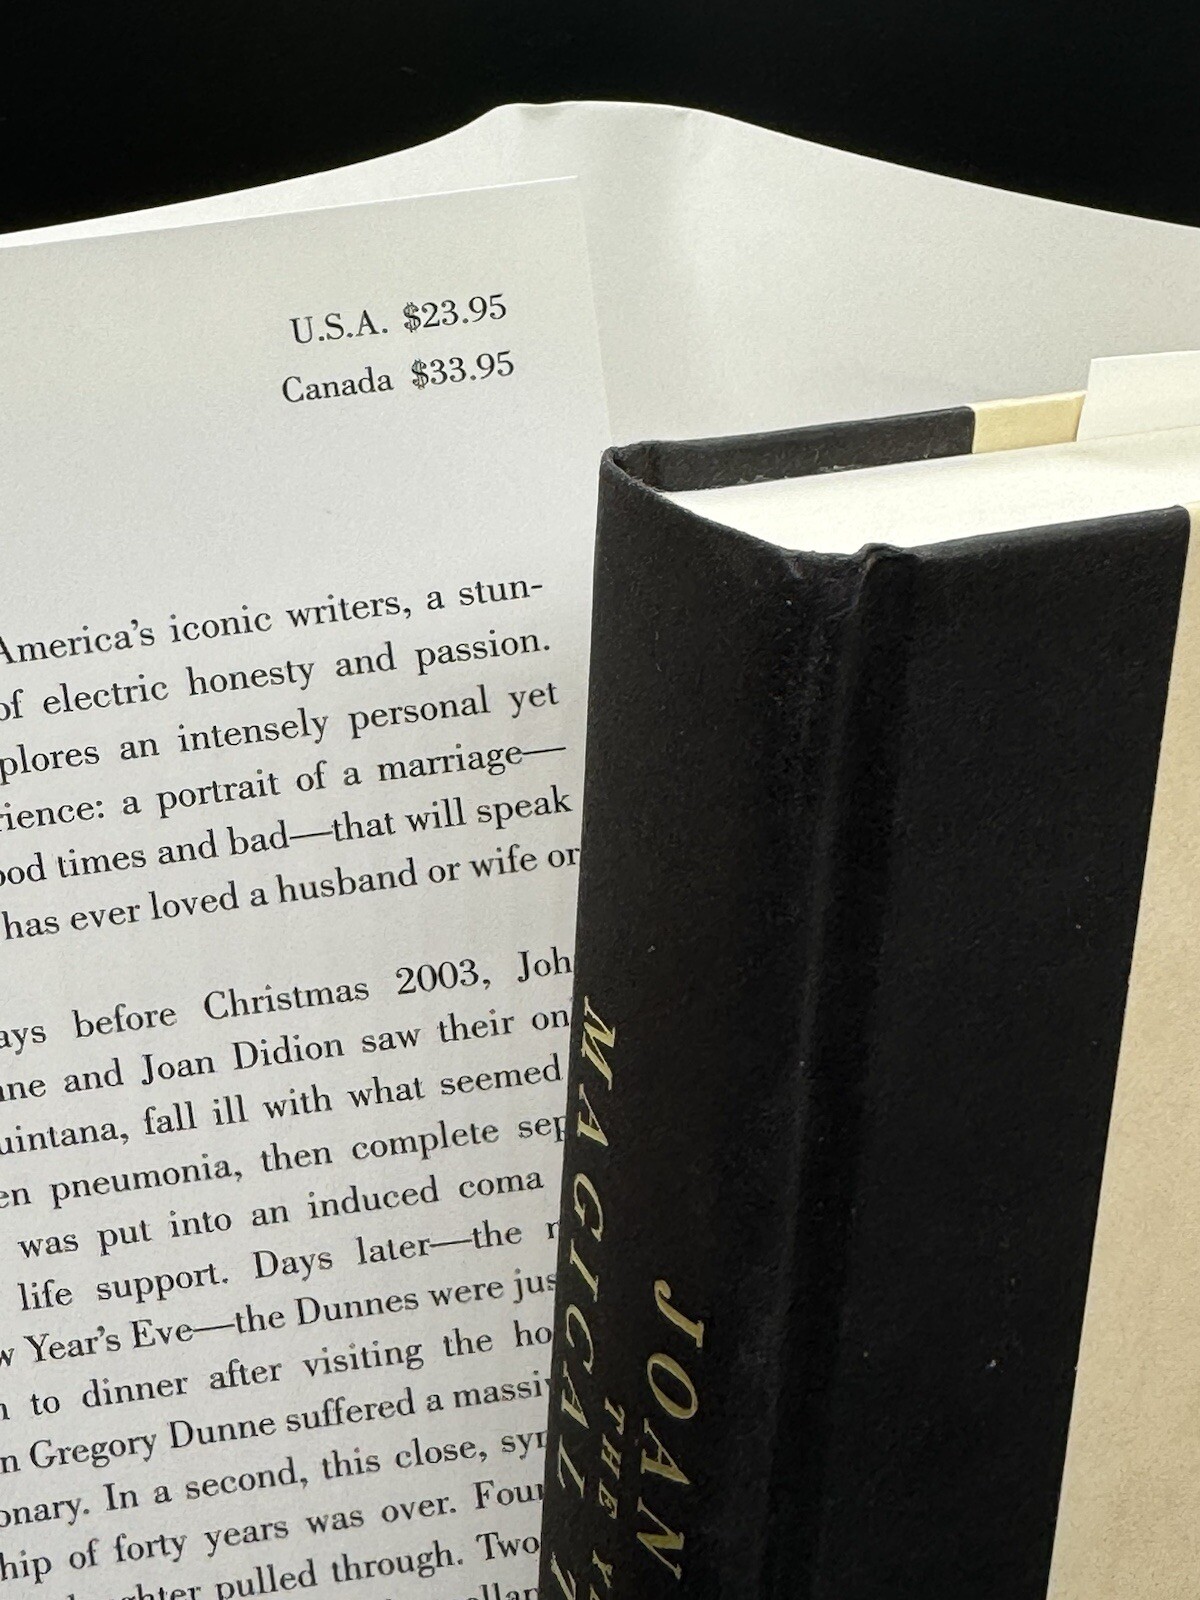 U.S.A. $23.95
Canada $33.95
America's iconic writers, a stun-
of electric honesty and passion.
plores an intensely personal yet
rience: a portrait of a marriage—
ood times and bad—that will speak
has ever loved a husband or wife or
ays before Christmas 2003, Joh
nne and Joan Didion saw their on
uintana, fall ill with what seemed
en pneumonia, then complete sep
was put into an induced coma
life support. Days later—the n
w Year's Eve—the Dunnes were jus
n to dinner after visiting the ho
n Gregory Dunne suffered a massiv
onary. In a second, this close, sym
hip of forty years was over. Four
ghter pulled through. Two
JOAN
THE
MAGICAL